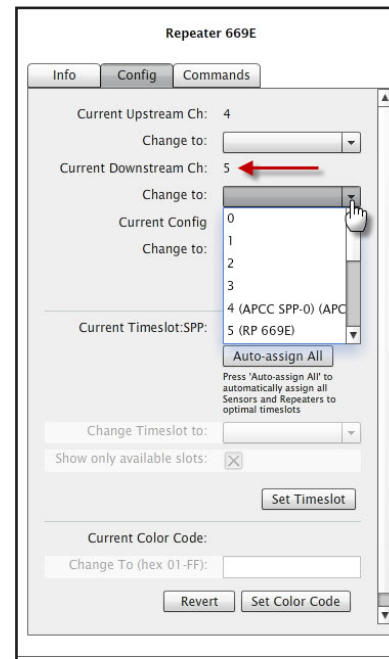 Repeater 669E
Info Config Commands
Current Upstream Ch: 4
Change to:
Current Downstream Ch: 5
Change to:
Current Config
Change to:
0
1
2
3
4 (APCC SPP-0) (APC
5 (RP 669E)
Current Timeslot:SPP:
Auto-assign All
Press 'Auto-assign All' to
automatically assign all
Sensors and Repeaters to
optimal timeslots
Change Timeslot to:
Show only available slots:
Set Timeslot
Current Color Code:
Change To (hex 01-FF):
Revert Set Color Code